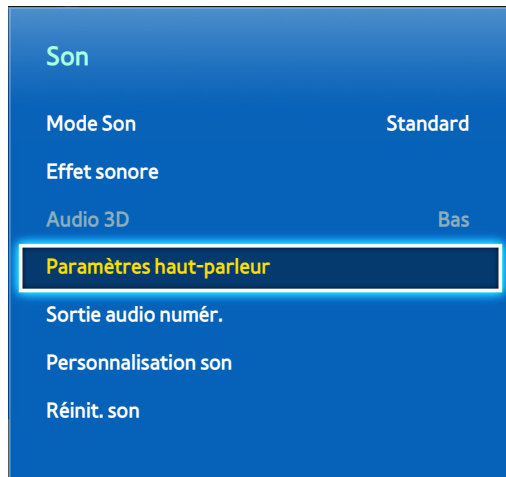 Son
Mode Son Standard
Effet sonore
Audio 3D Bas
Paramètres haut-parleur
Sortie audio numér.
Personnalisation son
Réinit. son